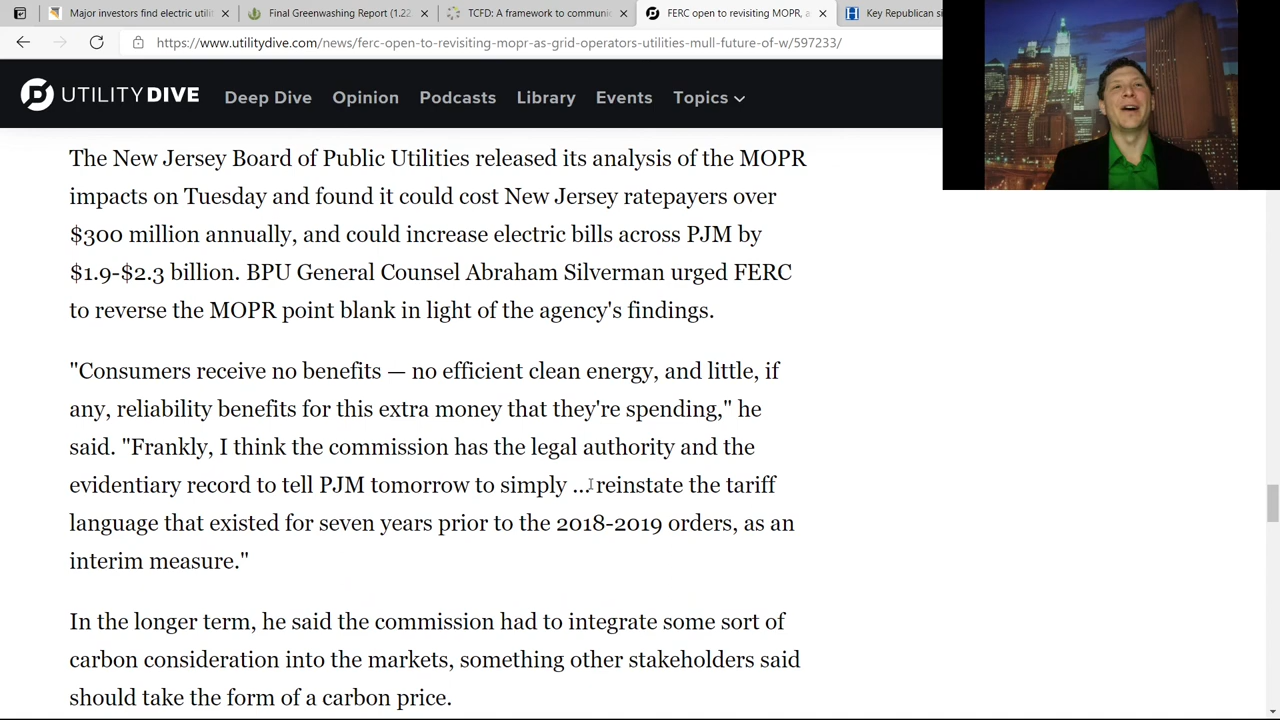 Major investors find electric utili
Final Greenwashing Report (1.22
TCFD: A framework to communic
FERC open to revisiting MOPR, a
Key Republican si
https://www.utilitydive.com/news/ferc-open-to-revisiting-mopr-as-grid-operators-utilities-mull-future-of-w/597233/
UTILITY DIVE Deep Dive Opinion Podcasts Library Events Topics
The New Jersey Board of Public Utilities released its analysis of the MOPR
impacts on Tuesday and found it could cost New Jersey ratepayers over
$300 million annually, and could increase electric bills across PJM by
$1.9-$2.3 billion. BPU General Counsel Abraham Silverman urged FERC
to reverse the MOPR point blank in light of the agency's findings.
"Consumers receive no benefits — no efficient clean energy, and little, if
any, reliability benefits for this extra money that they're spending," he
said. "Frankly, I think the commission has the legal authority and the
evidentiary record to tell PJM tomorrow to simply ... reinstate the tariff
language that existed for seven years prior to the 2018-2019 orders, as an
interim measure."
In the longer term, he said the commission had to integrate some sort of
carbon consideration into the markets, something other stakeholders said
should take the form of a carbon price.